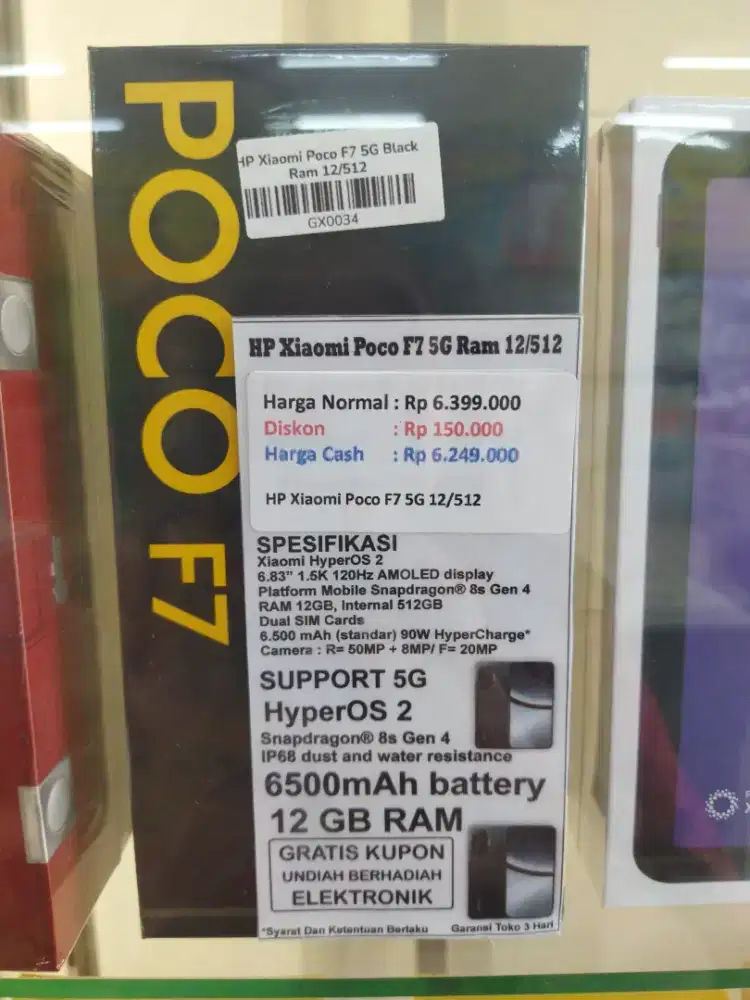 POCO F7
HP Xiaomi Poco F7 5G Black
Ram 12/512
GX0034
HP Xiaomi Poco F7 5G Ram 12/512
Harga Normal : Rp 6.399.000
Diskon : Rp 150.000
Harga Cash : Rp 6.249.000
HP Xiaomi Poco F7 5G 12/512
SPESIFIKASI
Xiaomi HyperOS 2
6.83” 1.5K 120Hz AMOLED display
Platform Mobile Snapdragon® 8s Gen 4
RAM 12GB, Internal 512GB
Dual SIM Cards
6.500 mAh (standar) 90W HyperCharge*
Camera : R= 50MP + 8MP/ F= 20MP
SUPPORT 5G
HyperOS 2
Snapdragon® 8s Gen 4
IP68 dust and water resistance
6500mAh battery
12 GB RAM
GRATIS KUPON
UNDIAH BERHADIAH
ELEKTRONIK
*Syarat Dan Ketentuan Berlaku Garansi Toko 3 Hari